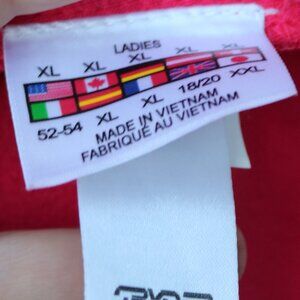 LADIES
XL XL XL XL XL
52-54 XL XL 18/20 XXL
MADE IN VIETNAM
FABRIQUÉ AU VIETNAM